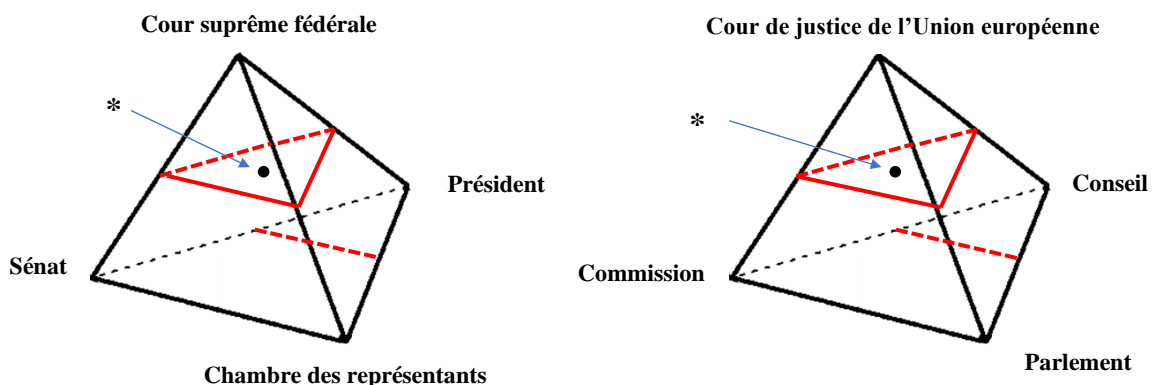 Cour suprême fédérale
*
Président
Sénat
Chambre des représentants
Cour de justice de l’Union européenne
*
Conseil
Commission
Parlement